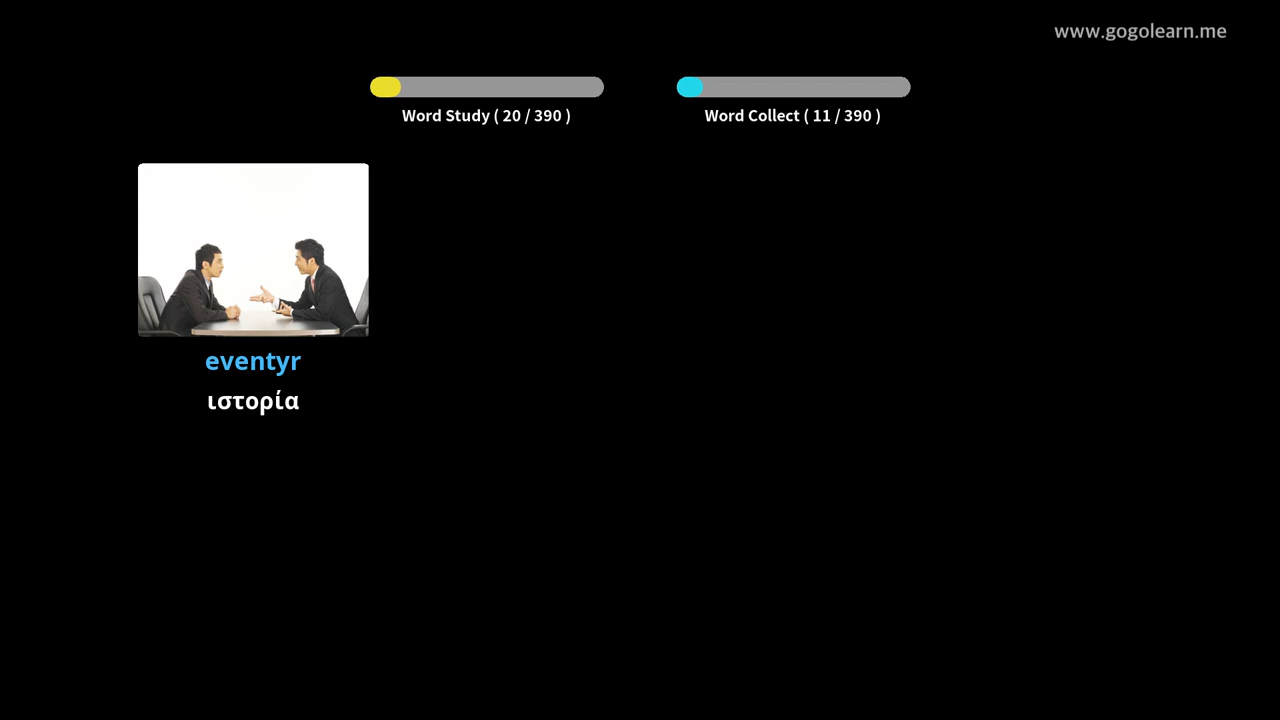 www.gogolearn.me
Word Study ( 20 / 390 )
Word Collect ( 11 / 390 )
eventyr
ιστορία